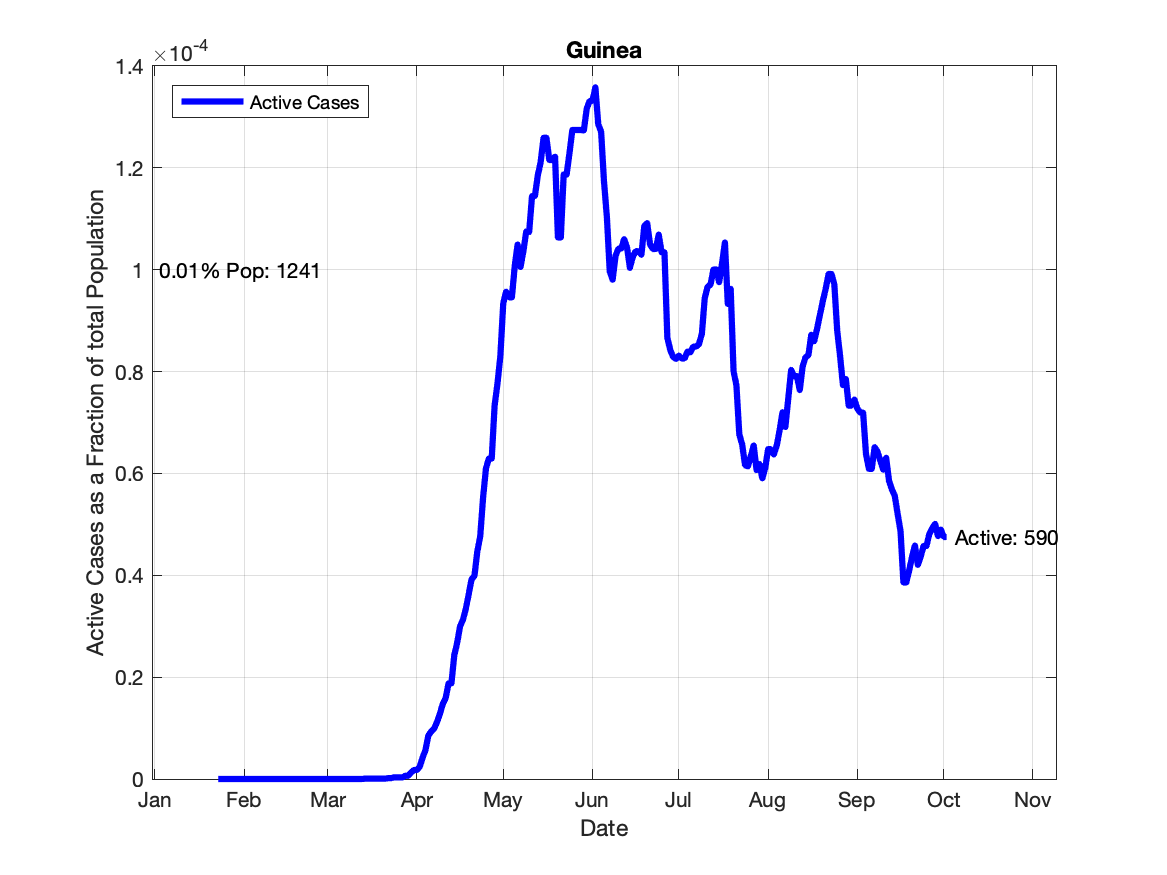 Guinea
×10-4
Active Cases
1.4
1.2
1
0.8
0.6
0.4
0.2
0
0.01% Pop: 1241
Active: 590
Active Cases as a Fraction of total Population
Jan Feb Mar Apr May Jun Jul Aug Sep Oct Nov
Date